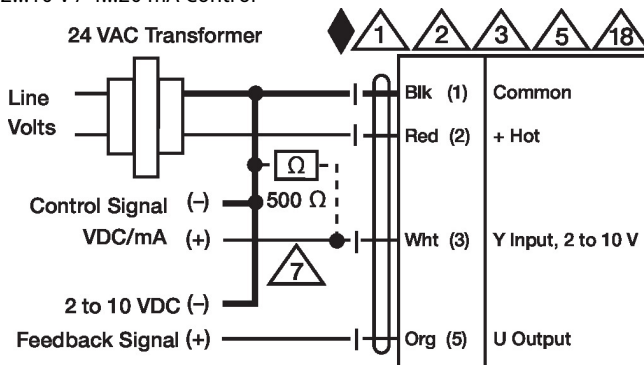 24 VAC Transformer
1 2 3 5 18
Line
Volts
Blk (1) Common
Red (2) + Hot
Ω
500 Ω
Control Signal (–)
VDC/mA (+)
Wht (3) Y Input, 2 to 10 V
7
2 to 10 VDC (–)
Feedback Signal (+)
Org (5) U Output